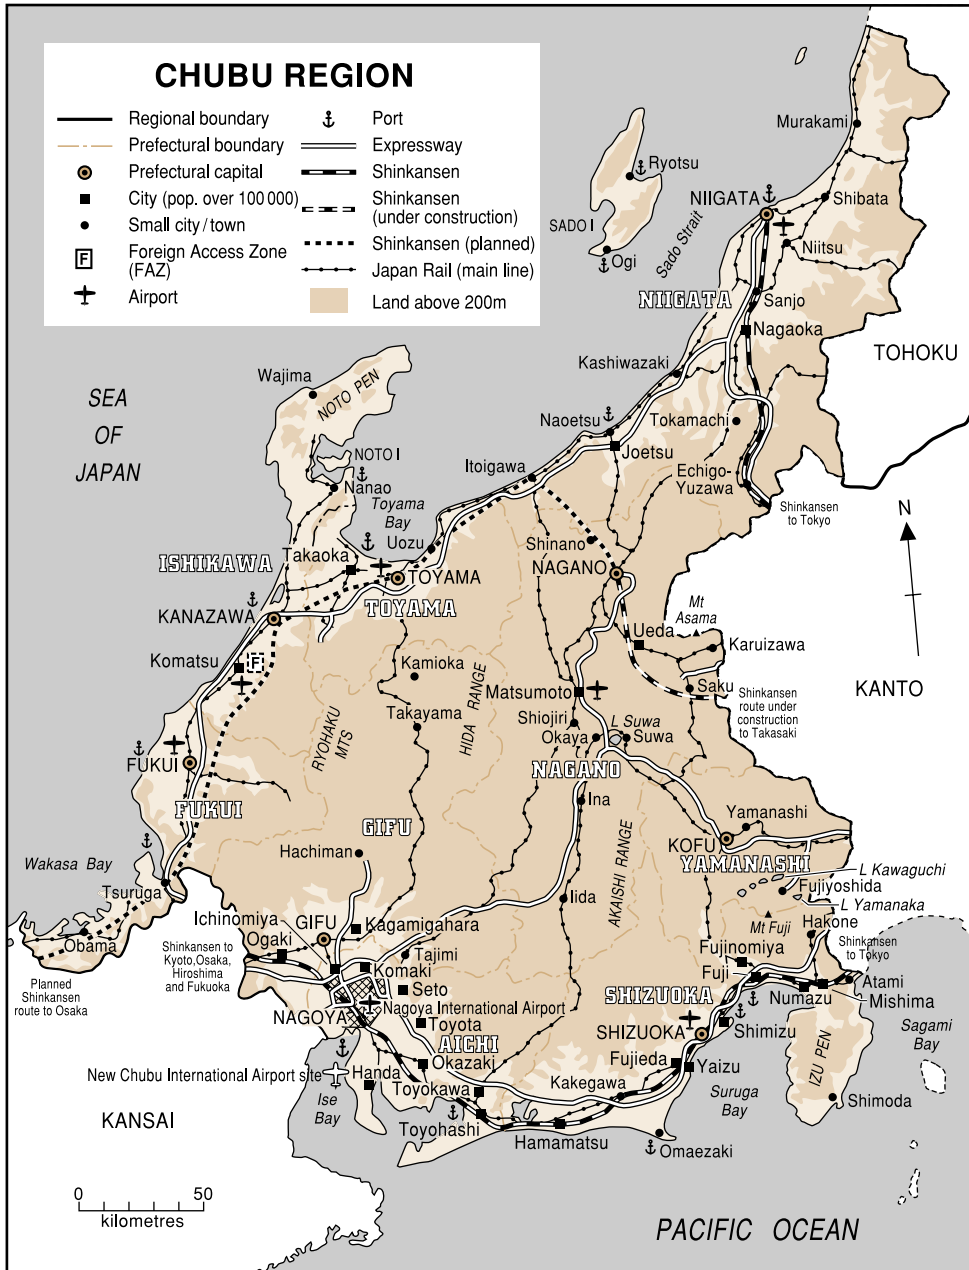 CHUBU REGION
Regional boundary
Prefectural boundary
Prefectural capital
City (pop. over 100 000)
Small city / town
F
Foreign Access Zone
(FAZ)
Airport
Port
Expressway
Shinkansen
Shinkansen
(under construction)
Shinkansen (planned)
Japan Rail (main line)
Land above 200m
Murakami
Ryotsu
NIIGATA
Shibata
SADO I
Sado Strait
Niitsu
Ogi
NIIGATA
Sanjo
Nagaoka
TOHOKU
Kashiwazaki
Wajima
NOTO PEN
SEA
OF
JAPAN
Naoetsu
Tokamachi
NOTO I
Joetsu
Itoigawa
Echigo-
Yuzawa
Nanao
Toyama
Bay
Shinkansen
to Tokyo
N
Uozu
Shinano
ISHIKAWA
Takaoka
NAGANO
TOYAMA
TOYAMA
Mt
Asama
KANAZAWA
Ueda
Karuizawa
Komatsu
F
Kamioka
HIDA RANGE
Matsumoto
Saku
KANTO
Shinkansen
route under
construction
to Takasaki
RYOHAKU
MTS
Takayama
Shiojiri
L Suwa
Okaya
Suwa
FUKUI
NAGANO
FUKUI
Ina
GIFU
Yamanashi
KOFU
YAMANASHI
Hachiman
AKAISHI RANGE
Wakasa Bay
L Kawaguchi
Tsuruga
Fujiyoshida
Iida
L Yamanaka
Ichinomiya
GIFU
Kagamigahara
Mt Fuji
Hakone
Obama
Ogaki
Shinkansen to
Kyoto,Osaka,
Hiroshima
and Fukuoka
Tajimi
Fujinomiya
Shinkansen
to Tokyo
Komaki
Fuji
Atami
Planned
Shinkansen
route to Osaka
Seto
SHIZUOKA
Numazu
Mishima
Nagoya International Airport
NAGOYA
Toyota
SHIZUOKA
Shimizu
Sagami
Bay
AICHI
Okazaki
Fujieda
Yaizu
IZU PEN
New Chubu International Airport site
Handa
Toyokawa
Kakegawa
Suruga
Bay
Shimoda
Ise
Bay
KANSAI
Toyohashi
Hamamatsu
Omaezaki
0
50
kilometres
PACIFIC OCEAN